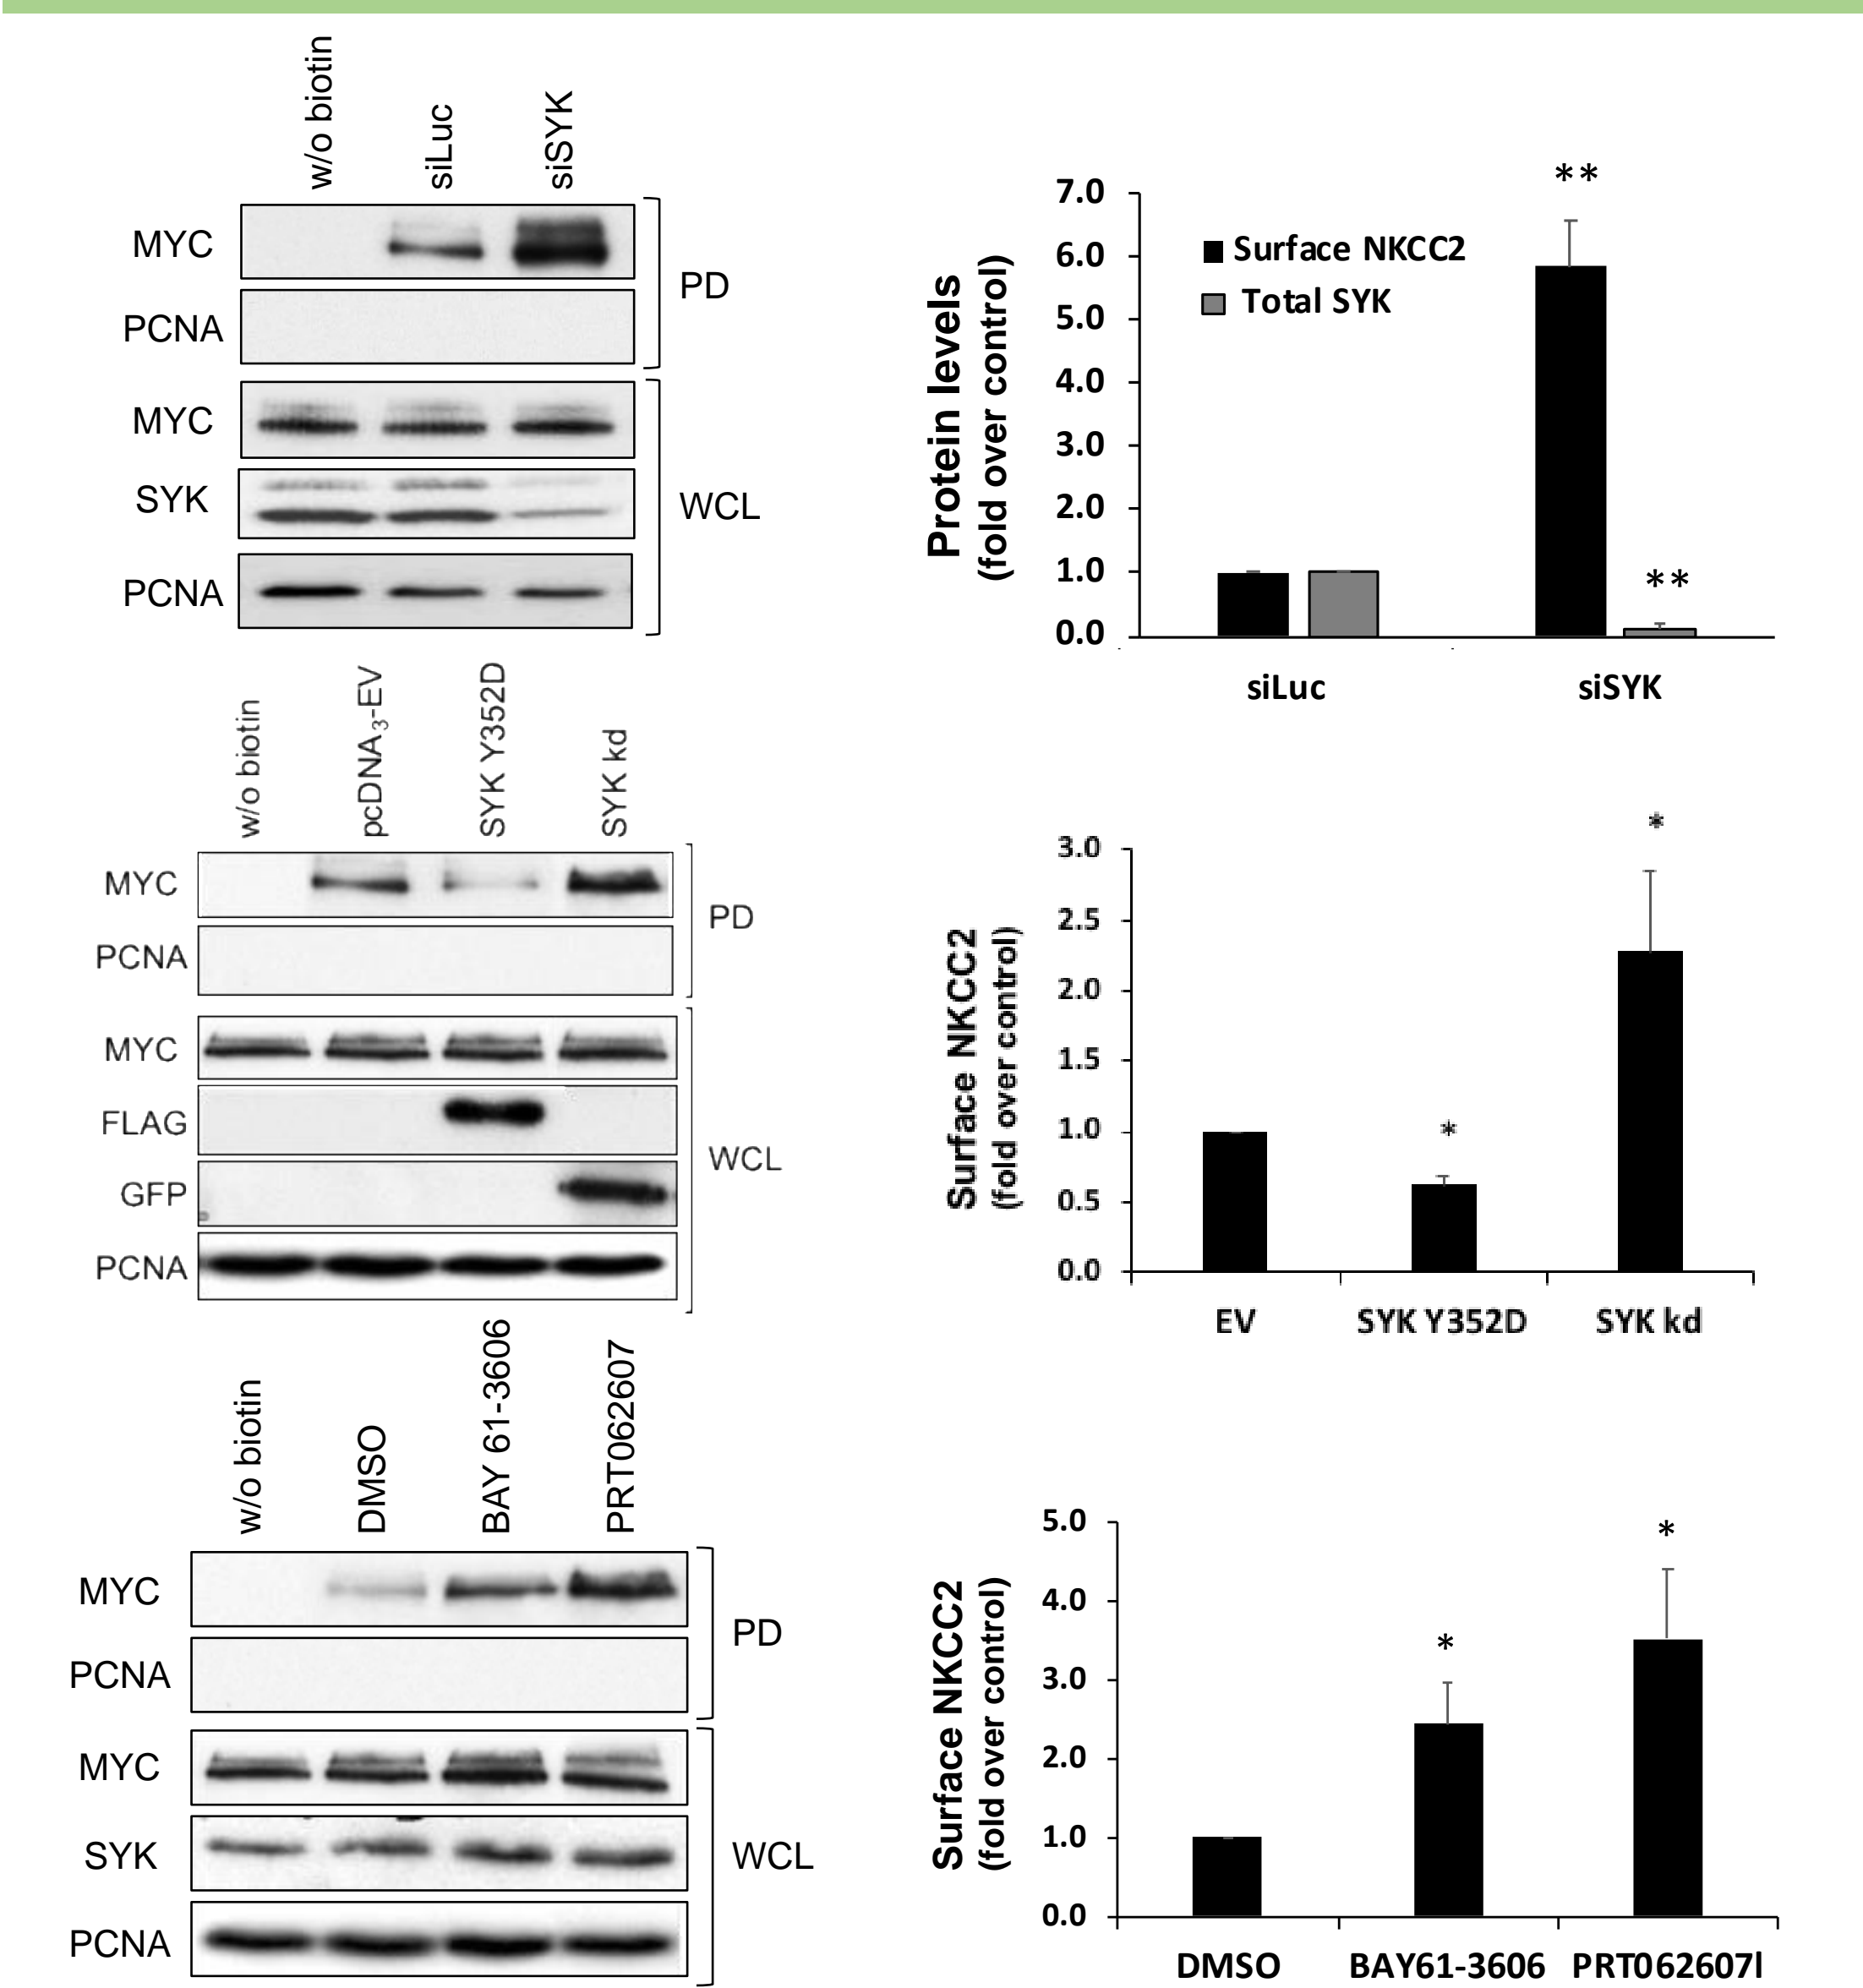 w/o biotin
siLuc
siSYK
MYC
PCNA
PD
MYC
SYK
PCNA
WCL
Protein levels
(fold over control)
7.0
6.0
5.0
4.0
3.0
2.0
1.0
0.0
Surface NKCC2
Total SYK
**
**
siLuc
siSYK
w/o biotin
pcDNA3-EV
SYK Y352D
SYK kd
MYC
PCNA
PD
MYC
FLAG
GFP
PCNA
WCL
Surface NKCC2
(fold over control)
3.0
2.5
2.0
1.5
1.0
0.5
0.0
*
*
EV
SYK Y352D
SYK kd
w/o biotin
DMSO
BAY 61-3606
PRT062607
MYC
PCNA
PD
MYC
SYK
PCNA
WCL
Surface NKCC2
(fold over control)
5.0
4.0
3.0
2.0
1.0
0.0
*
*
DMSO
BAY61-3606
PRT062607l